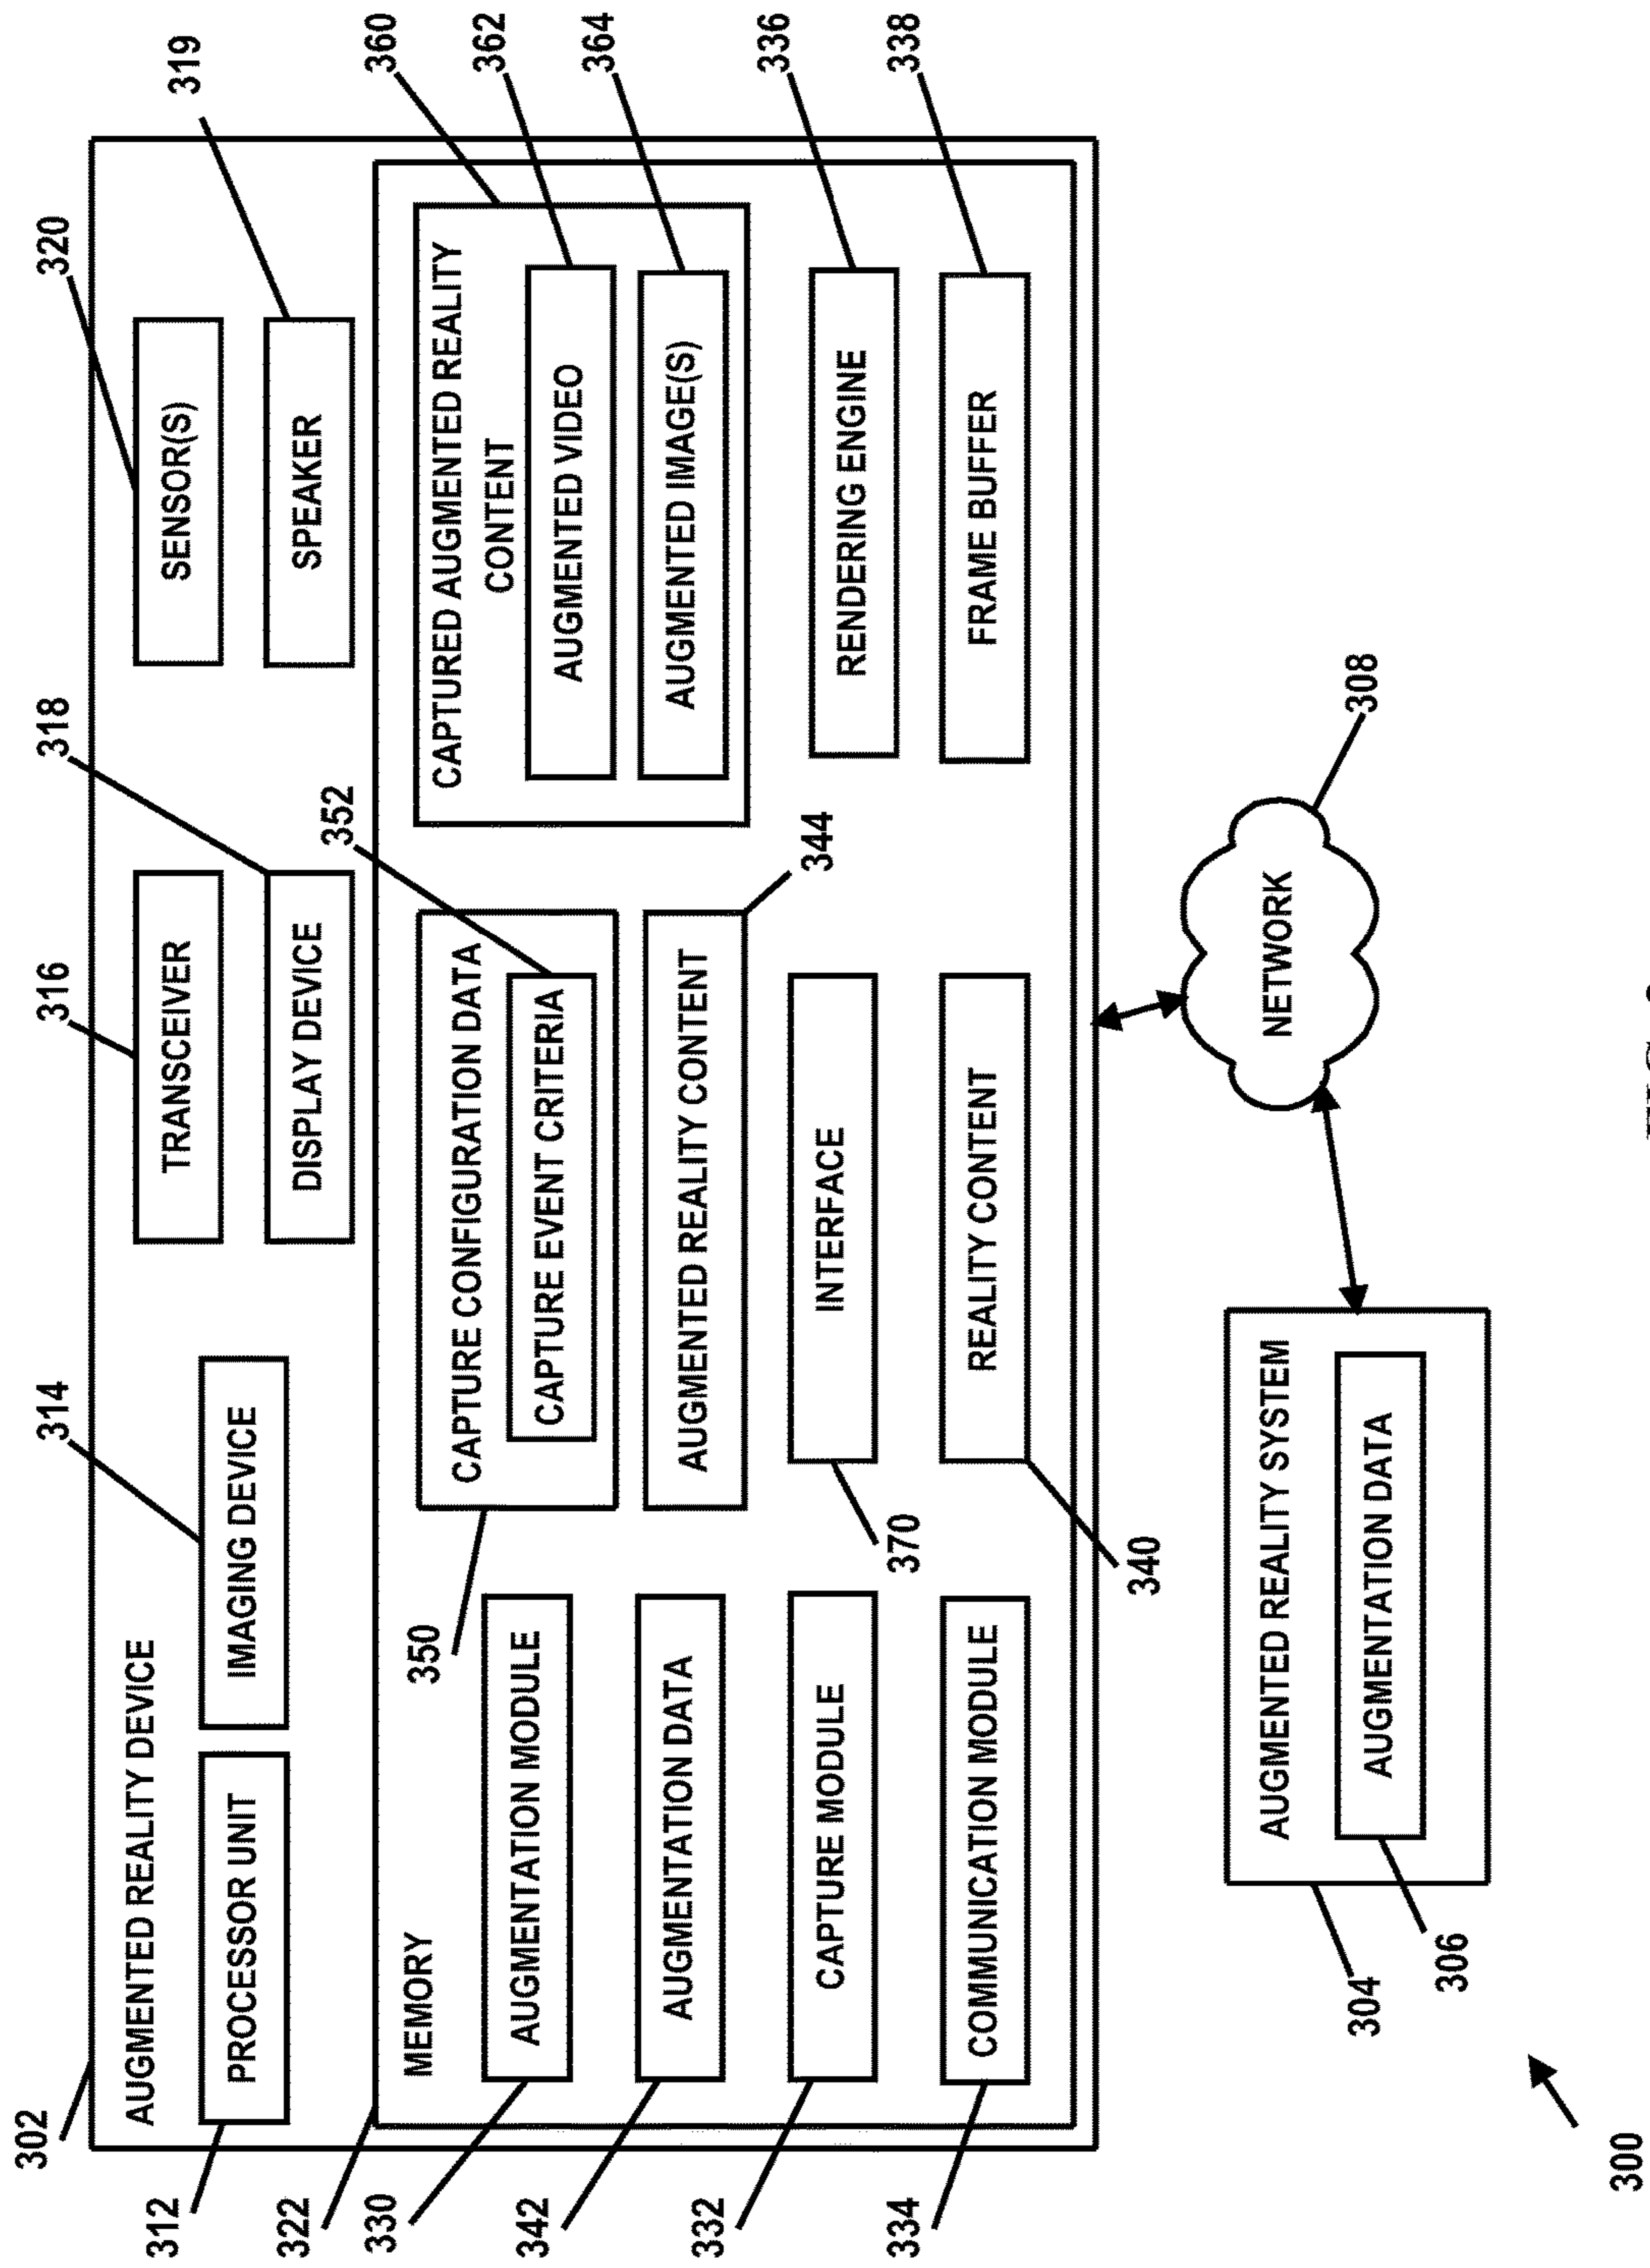 302
AUGMENTED REALITY DEVICE
312
PROCESSOR UNIT
314
IMAGING DEVICE
316
TRANSCEIVER
318
DISPLAY DEVICE
320
SENSOR(S)
319
SPEAKER
322
MEMORY
330
AUGMENTATION MODULE
342
AUGMENTATION DATA
332
CAPTURE MODULE
334
COMMUNICATION MODULE
350
CAPTURE CONFIGURATION DATA
352
CAPTURE EVENT CRITERIA
AUGMENTED REALITY CONTENT
344
INTERFACE
370
REALITY CONTENT
340
360
CAPTURED AUGMENTED REALITY
CONTENT
362
AUGMENTED VIDEO
364
AUGMENTED IMAGE(S)
336
RENDERING ENGINE
338
FRAME BUFFER
NETWORK
308
AUGMENTED REALITY SYSTEM
AUGMENTATION DATA
304
306
300